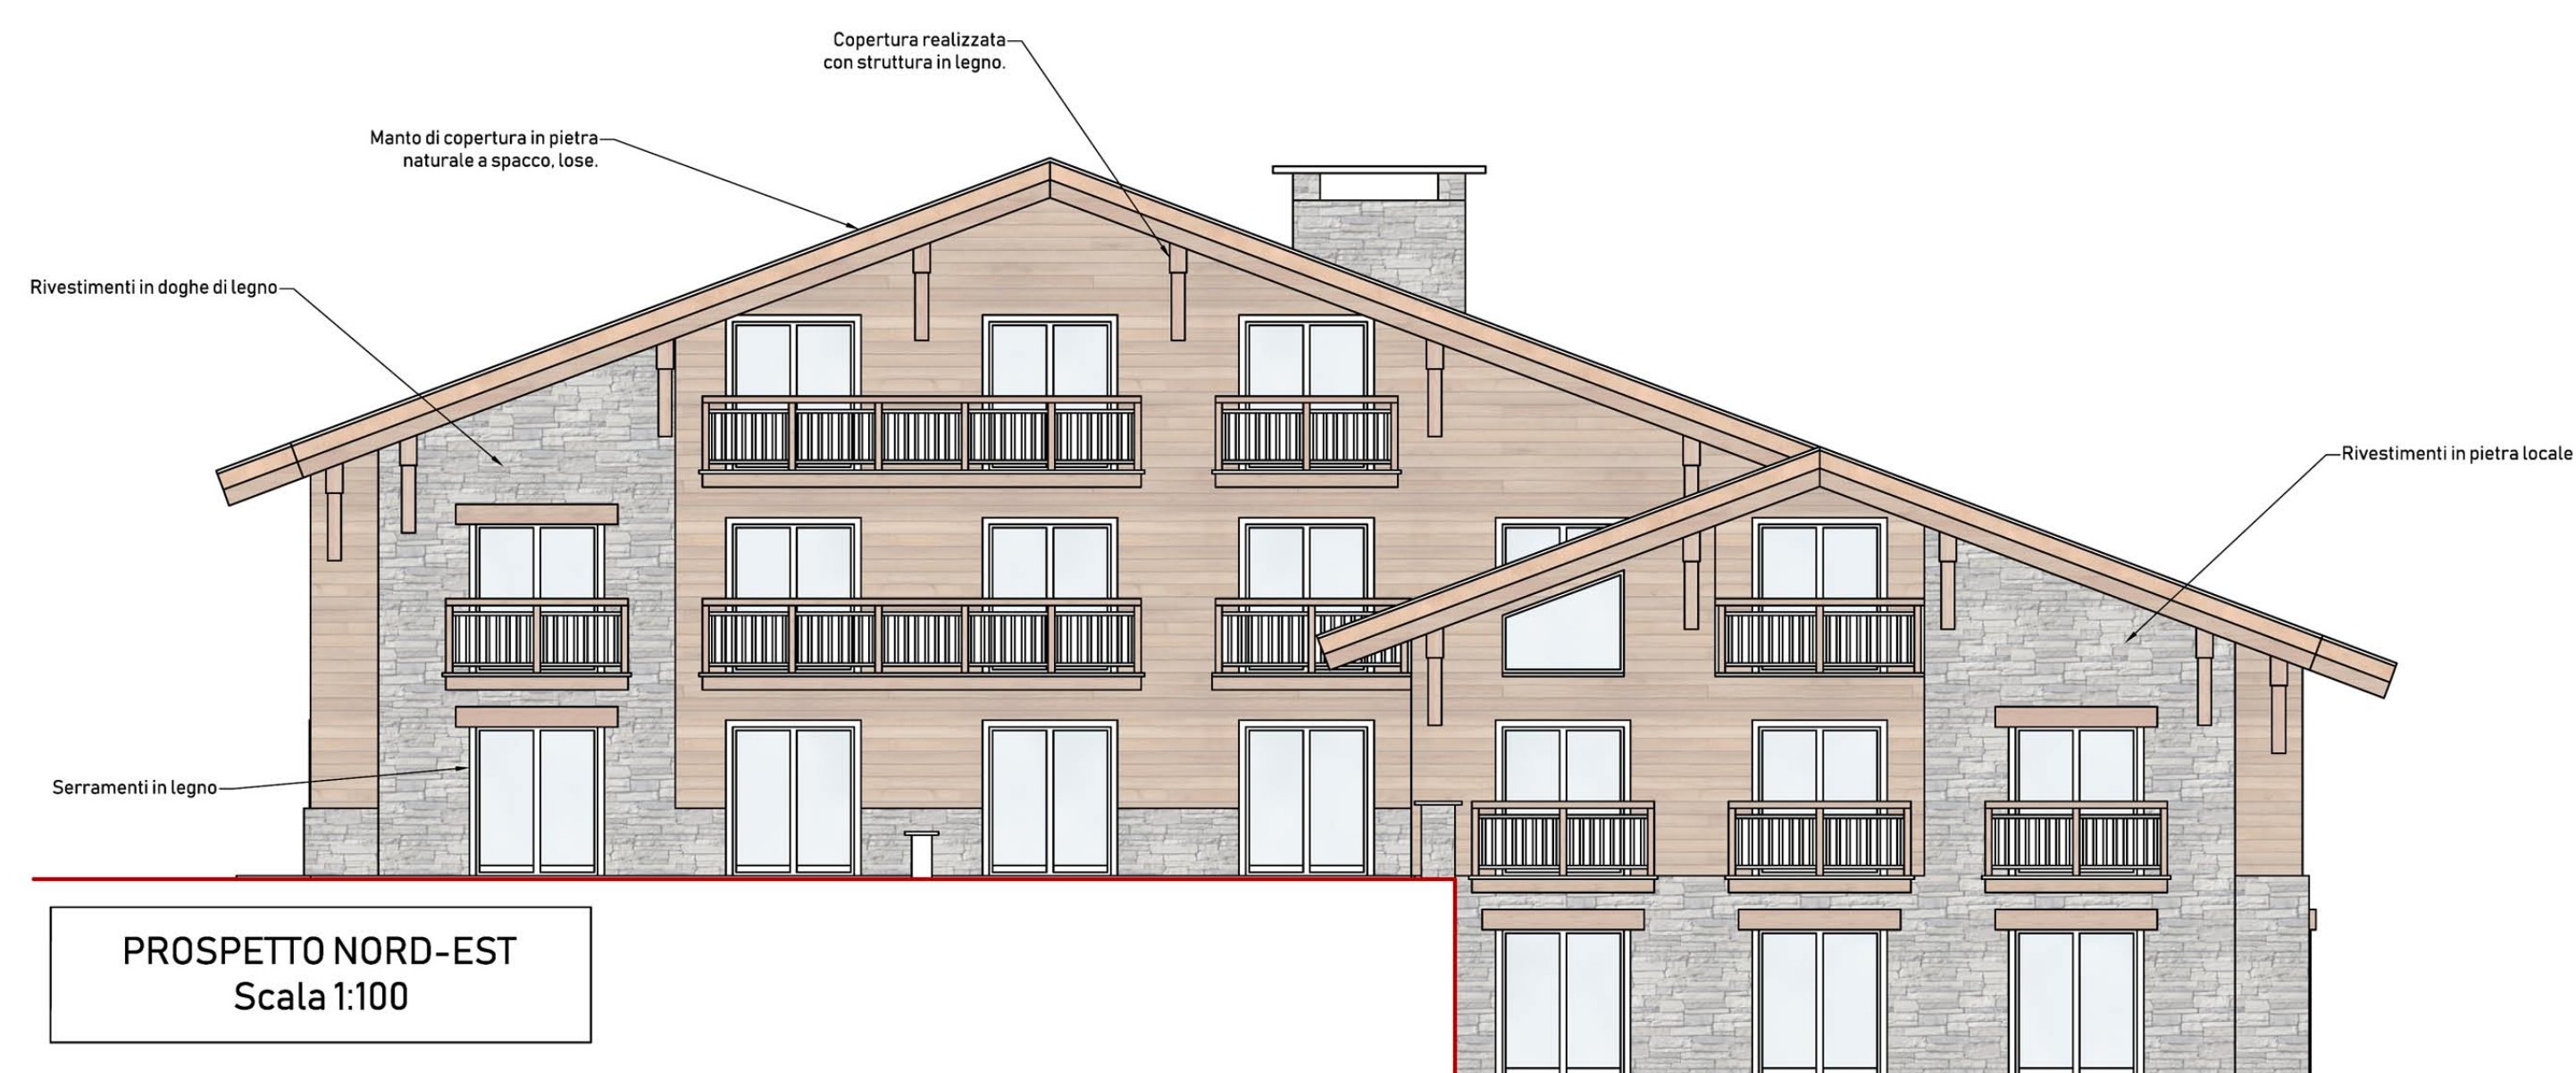 Copertura realizzata
con struttura in legno.
Manto di copertura in pietra
naturale a spacco, lose.
Rivestimenti in doghe di legno
Rivestimenti in pietra locale
Serramenti in legno
PROSPETTO NORD-EST
Scala 1:100